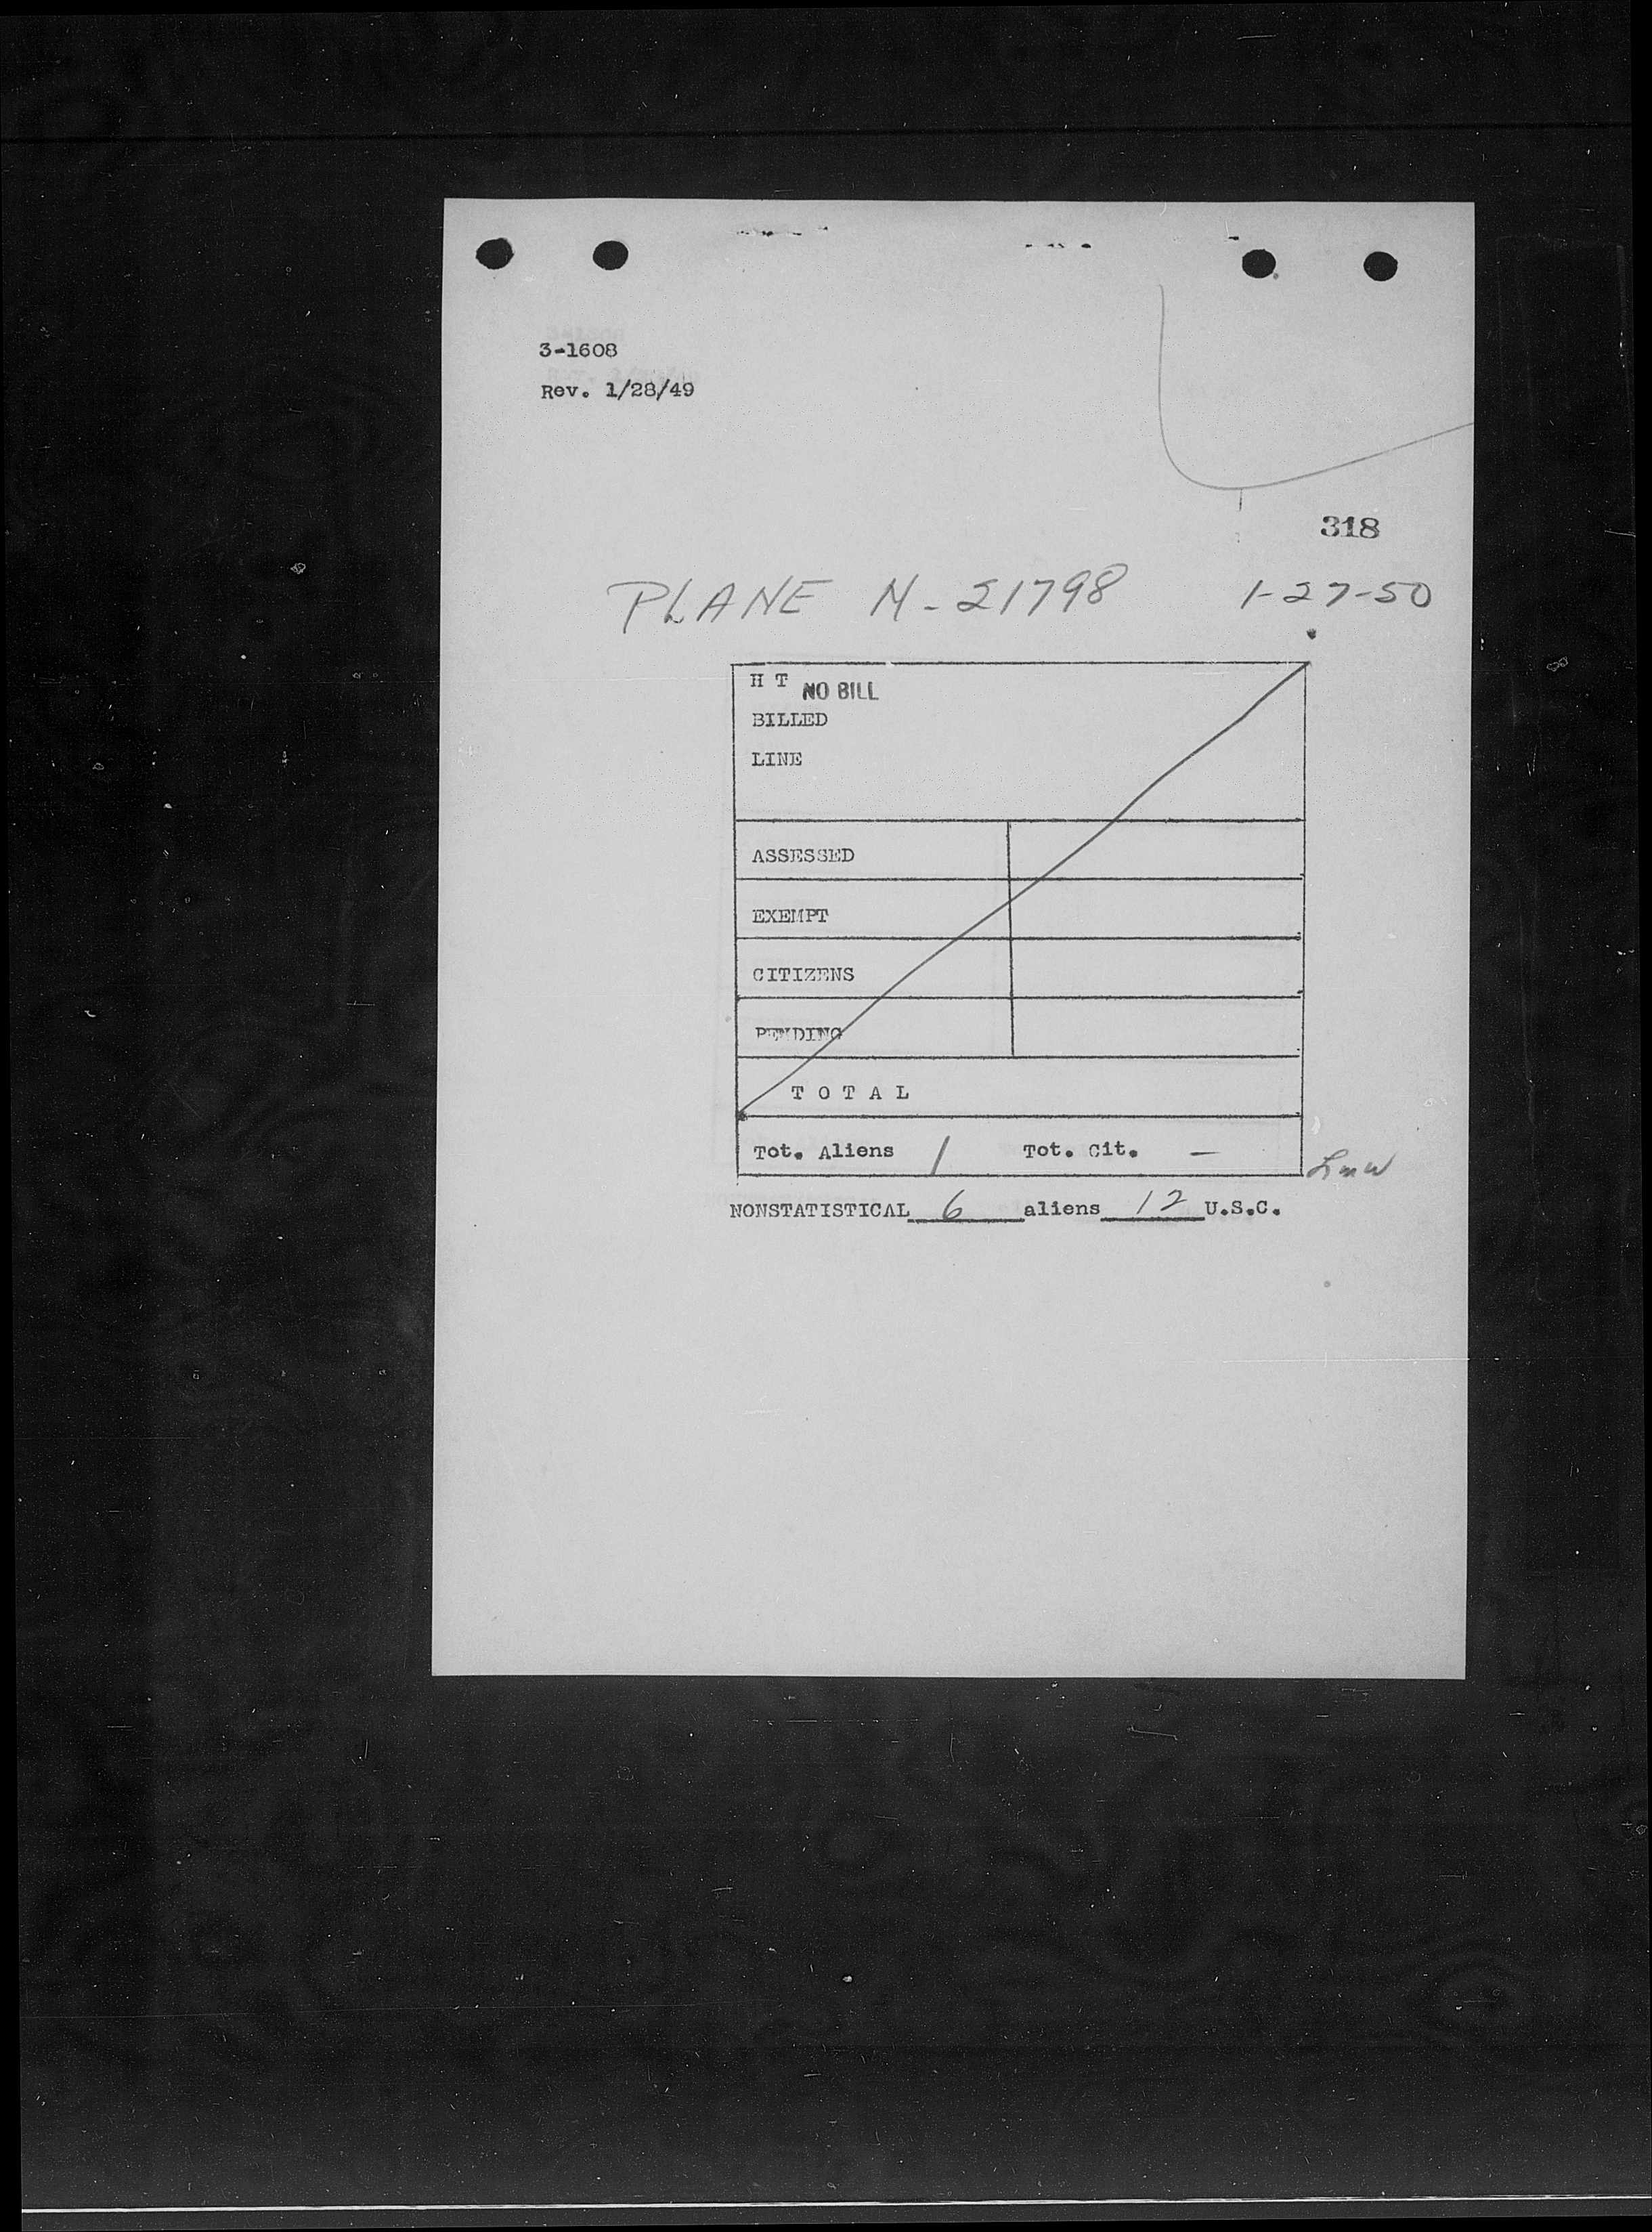 3-1608
Rev. 1/28/49
318
PLANE N-21798 1-27-50
H T NO BILL
BILLED
LINE
ASSESSED
EXEMPT
CITIZENS
PENDING
T O T A L
Tot. Aliens 1 Tot. Cit. —
NONSTATISTICAL 6 aliens 12 U.S.C.